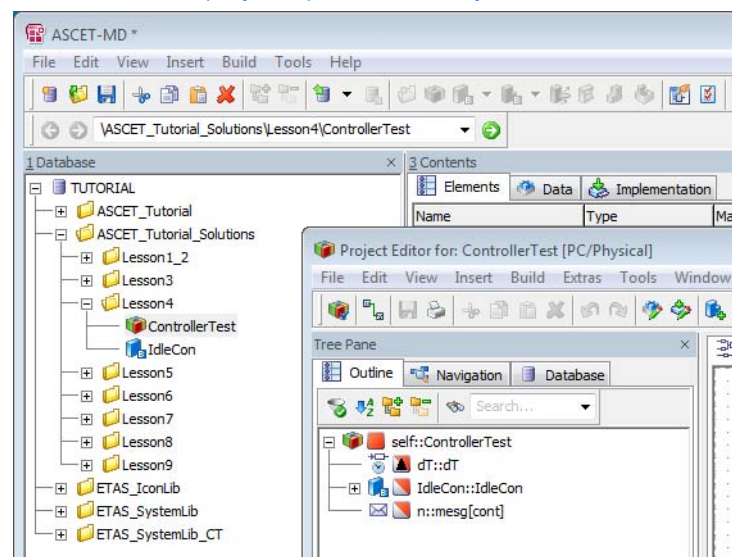 ASCET-MD *
File Edit View Insert Build Tools Help
\ASCET_Tutorial_Solutions\Lesson4\ControllerTest
1 Database
3 Contents
Elements Data Implementation
Name Type Ma
TUTORIAL
ASCET_Tutorial
ASCET_Tutorial_Solutions
Lesson1_2
Lesson3
Lesson4
ControllerTest
IdleCon
Lesson5
Lesson6
Lesson7
Lesson8
Lesson9
ETAS_IconLib
ETAS_SystemLib
ETAS_SystemLib_CT
Project Editor for: ControllerTest [PC/Physical]
File Edit View Insert Build Extras Tools Window
Tree Pane
Outline Navigation Database
Search...
self::ControllerTest
dT::dT
IdleCon::IdleCon
n::mesg[cont]